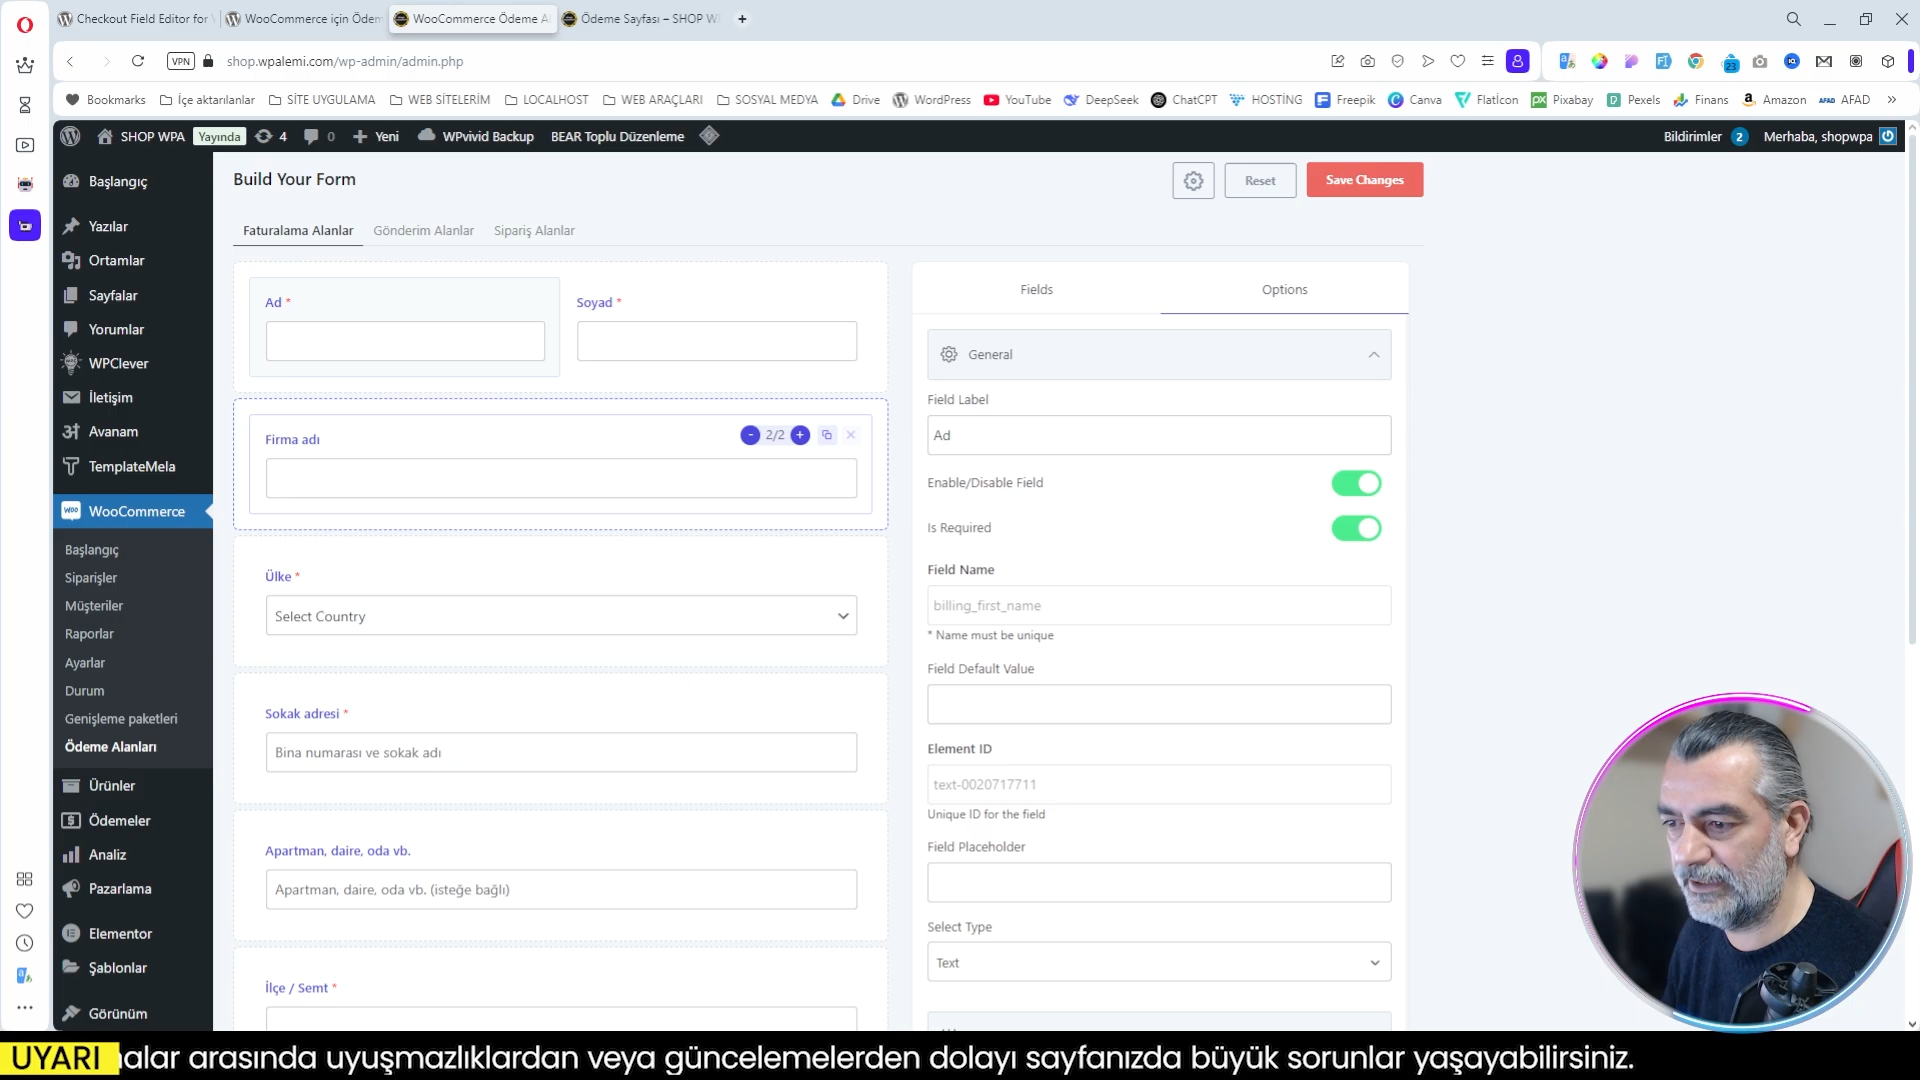 Checkout Field Editor for
WooCommerce için Ödem
WooCommerce Ödeme A
Ödeme Sayfası – SHOP W
VPN
shop.wpalemi.com/wp-admin/admin.php
Bookmarks
İçe aktarılanlar
SİTE UYGULAMA
WEB SİTELERİM
LOCALHOST
WEB ARAÇLARI
SOSYAL MEDYA
Drive
WordPress
YouTube
DeepSeek
ChatCPT
HOSTİNG
Freepik
Canva
FlatIcon
Pixabay
Pexels
Finans
Amazon
AFAD
SHOP WPA
Yayında
4
0
Yeni
WPvivid Backup
BEAR Toplu Düzenleme
Bildirimler 2
Merhaba, shopwpa
Başlangıç
Yazılar
Ortamlar
Sayfalar
Yorumlar
WPClever
İletişim
Avanam
TemplateMela
WooCommerce
Başlangıç
Siparişler
Müşteriler
Raporlar
Ayarlar
Durum
Genişleme paketleri
Ödeme Alanları
Ürünler
Ödemeler
Analiz
Pazarlama
Elementor
Şablonlar
Görünüm
Build Your Form
Reset
Save Changes
Faturalama Alanlar
Gönderim Alanlar
Sipariş Alanlar
Ad *
Soyad *
Firma adı
- 2/2 +
Ülke *
Select Country
Sokak adresi *
Bina numarası ve sokak adı
Apartman, daire, oda vb.
Apartman, daire, oda vb. (isteğe bağlı)
İlçe / Semt *
Fields
Options
General
Field Label
Ad
Enable/Disable Field
Is Required
Field Name
billing_first_name
* Name must be unique
Field Default Value
Element ID
text-0020717711
Unique ID for the field
Field Placeholder
Select Type
Text
UYARI
alar arasında uyuşmazlıklardan veya güncelemelerden dolayı sayfanızda büyük sorunlar yaşayabilirsiniz.